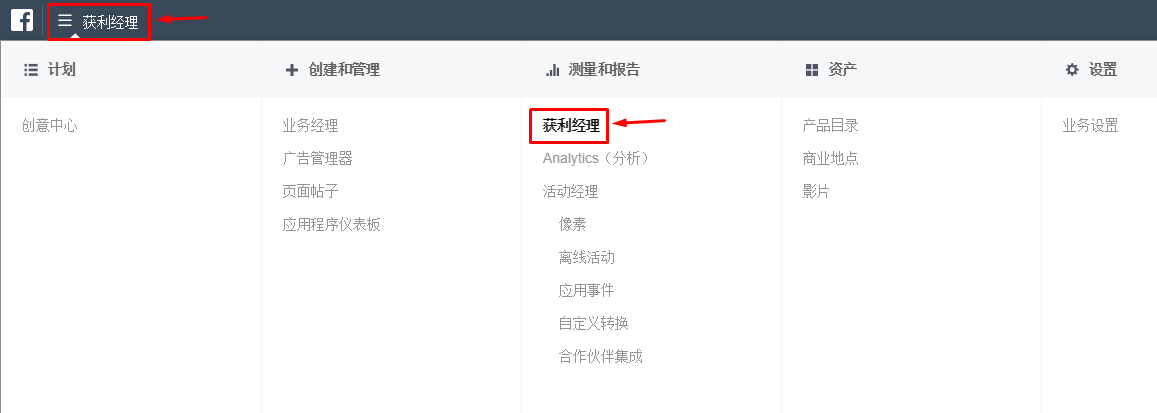 获利经理
计划
创意中心
创建和管理
业务经理
广告管理器
页面帖子
应用程序仪表板
测量和报告
获利经理
Analytics（分析）
活动经理
像素
离线活动
应用事件
自定义转换
合作伙伴集成
资产
产品目录
商业地点
影片
设置
业务设置